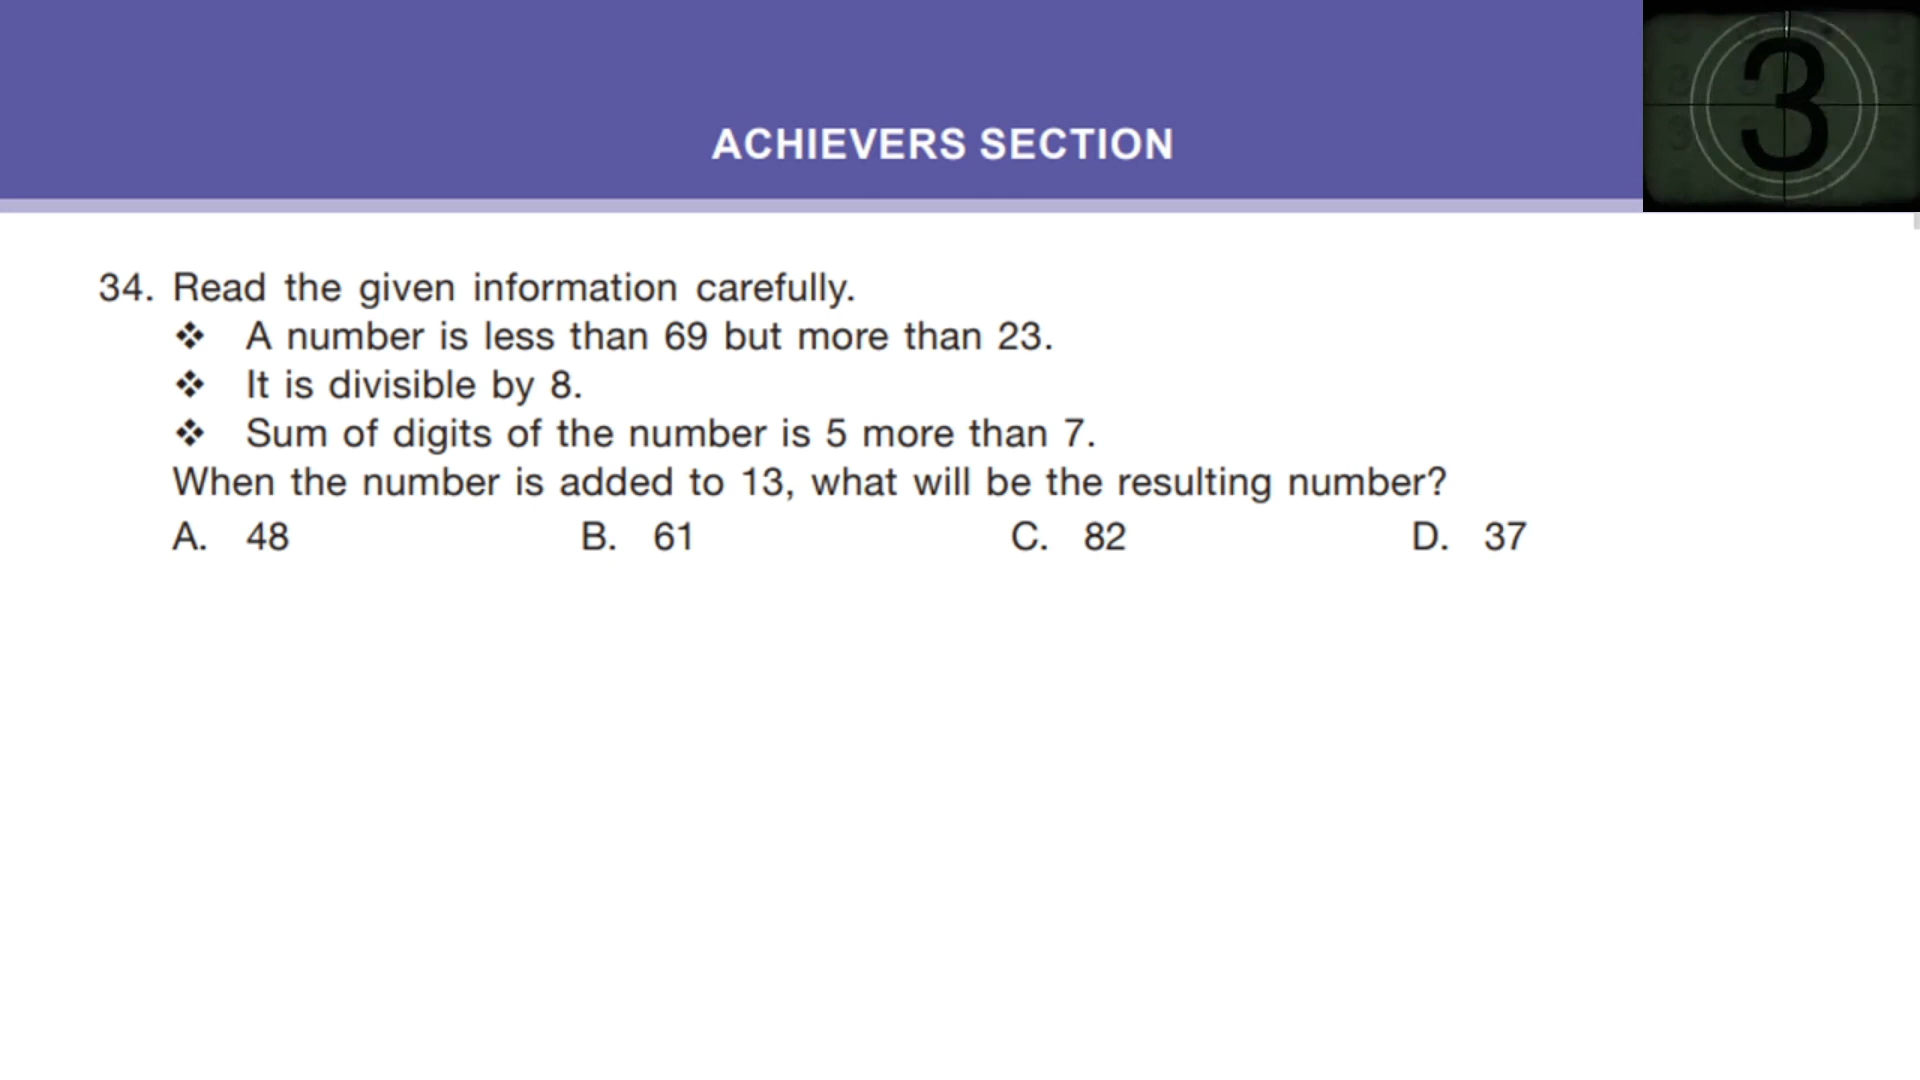 3
ACHIEVERS SECTION
34. Read the given information carefully.
❖ A number is less than 69 but more than 23.
❖ It is divisible by 8.
❖ Sum of digits of the number is 5 more than 7.
When the number is added to 13, what will be the resulting number?
A. 48 B. 61 C. 82 D. 37